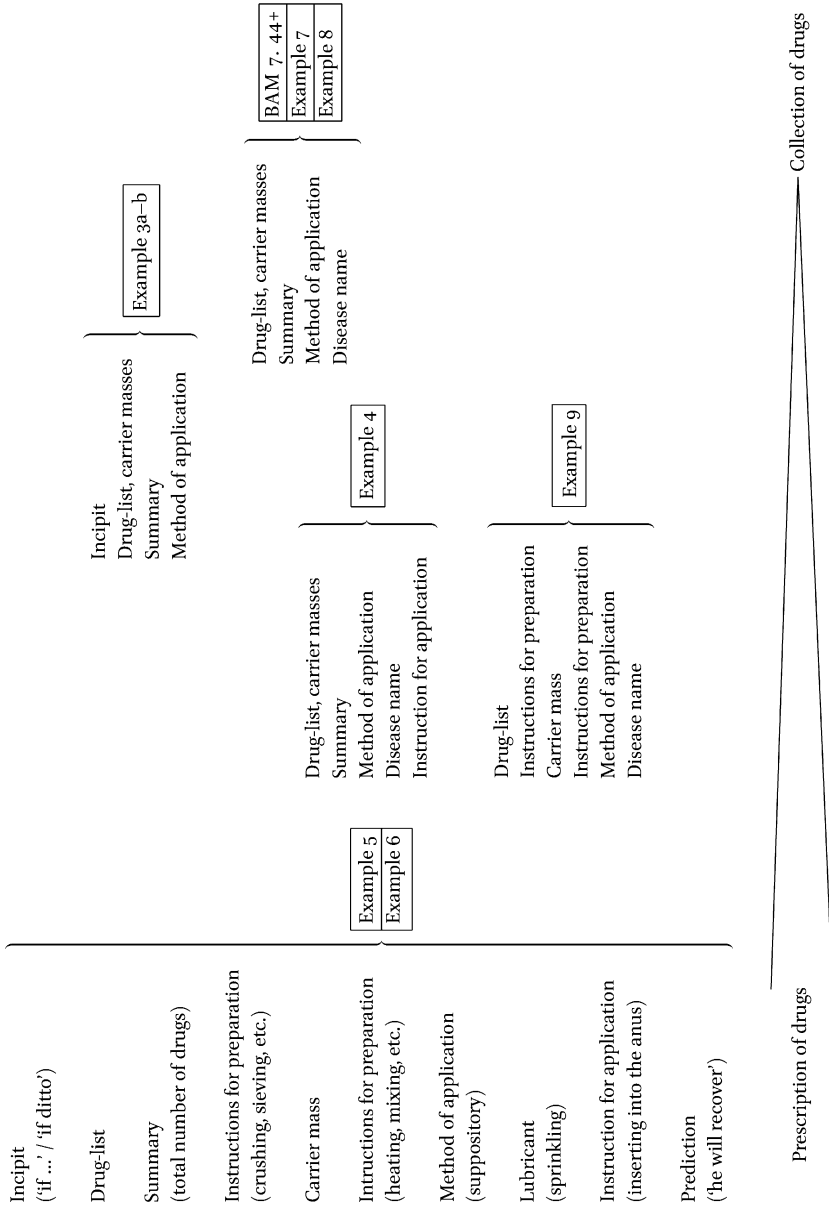 Incipit
(‘if ...’ / ‘if ditto’)
Drug-list
Summary
(total number of drugs)
Instructions for preparation
(crushing, sieving, etc.)
Carrier mass
Intructions for preparation
(heating, mixing, etc.)
Method of application
(suppository)
Lubricant
(sprinkling)
Instruction for application
(inserting into the anus)
Prediction
(‘he will recover’)
Example 5
Example 6
Drug-list, carrier masses
Summary
Method of application
Disease name
Instruction for application
Example 4
Drug-list
Instructions for preparation
Carrier mass
Instructions for preparation
Method of application
Disease name
Example 9
Incipit
Drug-list, carrier masses
Summary
Method of application
Example 3a–b
Drug-list, carrier masses
Summary
Method of application
Disease name
BAM 7. 44+
Example 7
Example 8
Prescription of drugs
Collection of drugs